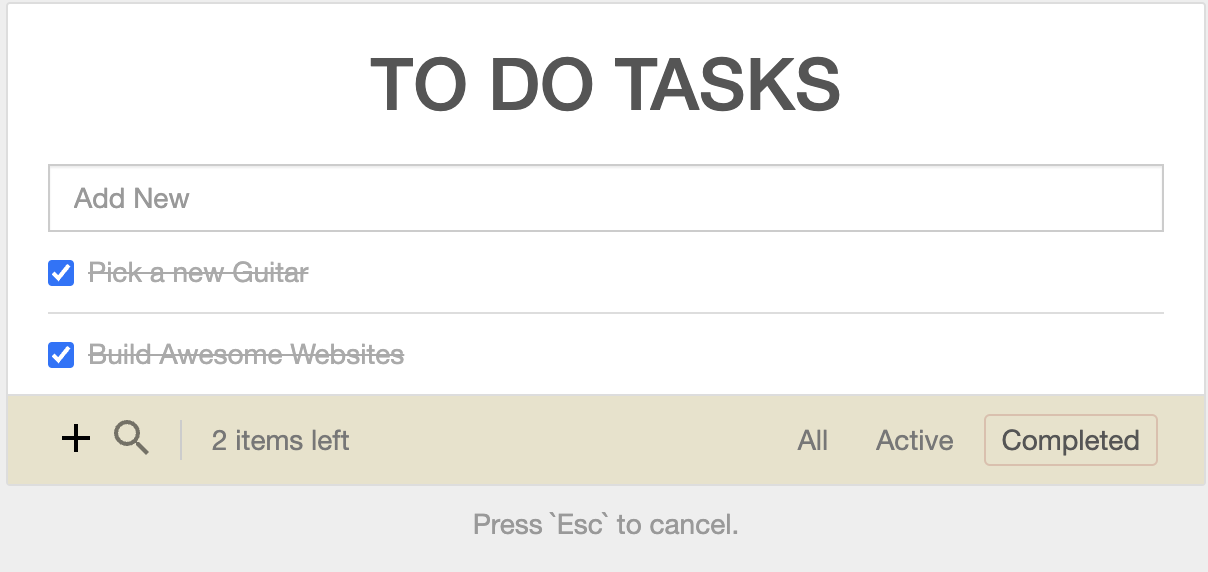 TO DO TASKS
Add New
Pick a new Guitar
Build Awesome Websites
2 items left All Active Completed
Press `Esc` to cancel.